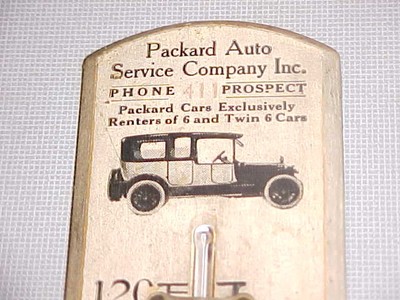 Packard Auto
Service Company Inc.
PHONE 411 PROSPECT
Packard Cars Exclusively
Renters of 6 and Twin 6 Cars
120